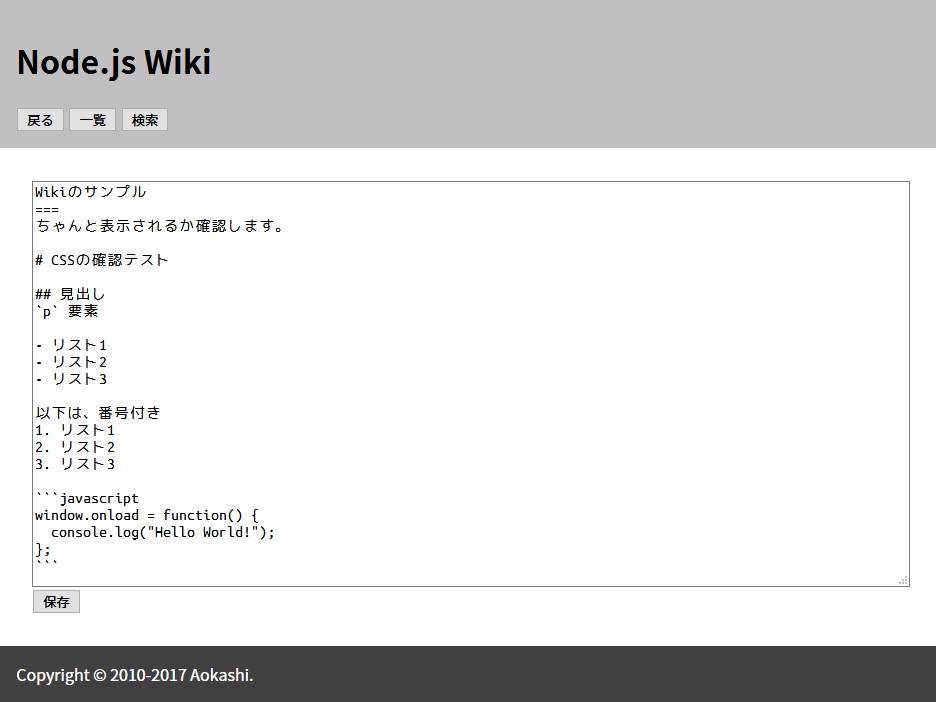 Node.js Wiki
戻る 一覧 検索
Wikiのサンプル
===
ちゃんと表示されるか確認します。
# CSSの確認テスト
## 見出し
`p` 要素
- リスト1
- リスト2
- リスト3
以下は、番号付き
1. リスト1
2. リスト2
3. リスト3
```javascript
window.onload = function() {
  console.log("Hello World!");
};
```
保存
Copyright © 2010-2017 Aokashi.